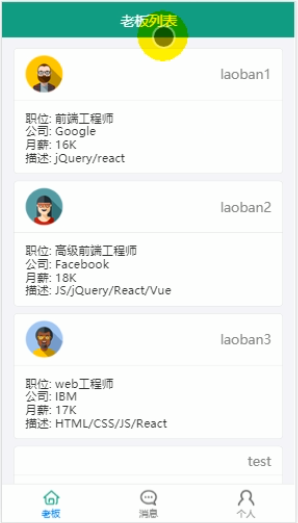 老板列表
laoban1
职位: 前端工程师
公司: Google
月薪: 16K
描述: jQuery/react
laoban2
职位: 高级前端工程师
公司: Facebook
月薪: 18K
描述: JS/jQuery/React/Vue
laoban3
职位: web工程师
公司: IBM
月薪: 17K
描述: HTML/CSS/JS/React
test
老板
消息
个人